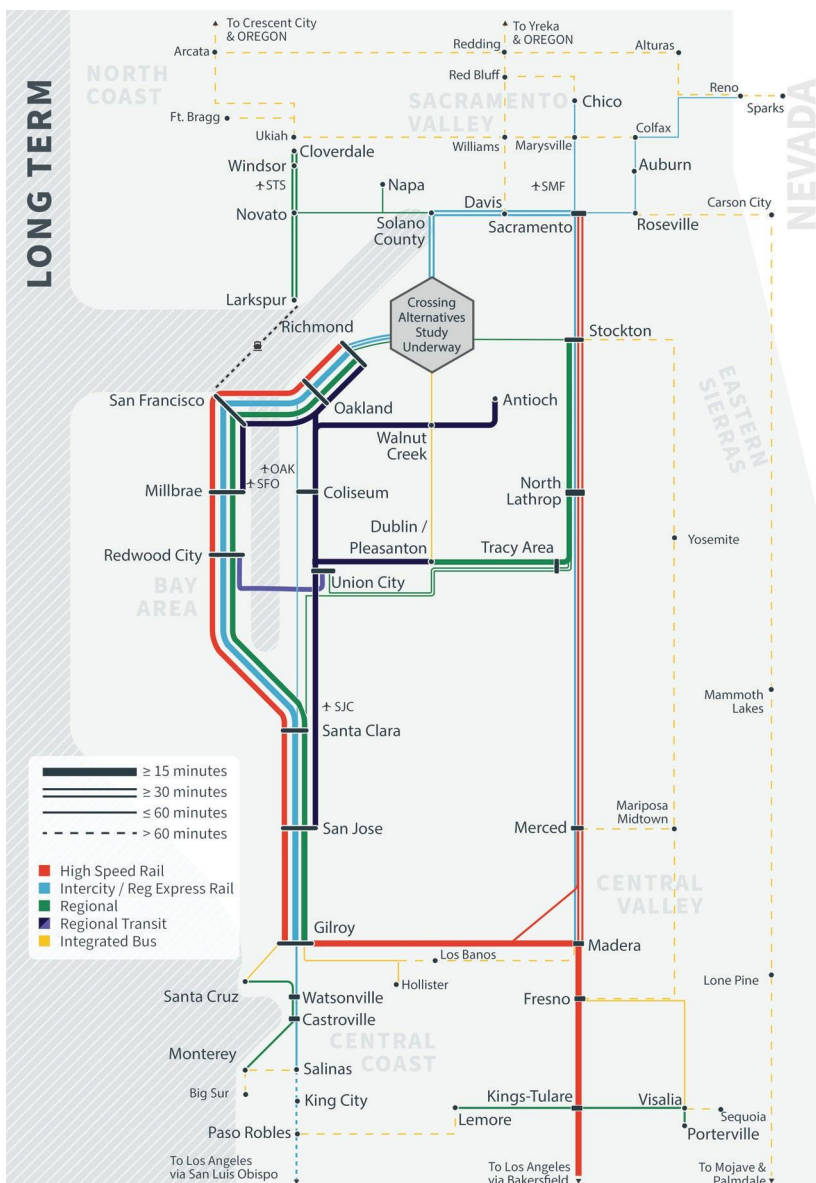 To Crescent City
& OREGON
To Yreka
& OREGON
Arcata
Redding
Alturas
NORTH
COAST
Red Bluff
Reno
Sparks
LONG TERM
SACRAMENTO
VALLEY
Chico
NEVADA
Ft. Bragg
Ukiah
Williams
Marysville
Colfax
Cloverdale
Windsor
Auburn
STS
Napa
SMF
Novato
Solano
County
Davis
Sacramento
Roseville
Carson City
Larkspur
Crossing
Alternatives
Study
Underway
Richmond
Stockton
San Francisco
Oakland
Antioch
Walnut
Creek
EASTERN
SIERRAS
OAK
SFO
Millbrae
Coliseum
North
Lathrop
Dublin /
Pleasanton
Tracy Area
Yosemite
Redwood City
Union City
BAY
AREA
Mammoth
Lakes
SJC
Santa Clara
≥ 15 minutes
≥ 30 minutes
≤ 60 minutes
> 60 minutes
San Jose
Merced
Mariposa
Midtown
High Speed Rail
Intercity / Reg Express Rail
Regional
Regional Transit
Integrated Bus
CENTRAL
VALLEY
Gilroy
Madera
Los Banos
Hollister
Lone Pine
Santa Cruz
Watsonville
Fresno
Castroville
CENTRAL
COAST
Monterey
Salinas
Big Sur
King City
Kings-Tulare
Visalia
Lemore
Sequoia
Porterville
Paso Robles
To Los Angeles
via San Luis Obispo
To Los Angeles
via Bakersfield
To Mojave &
Palmdale